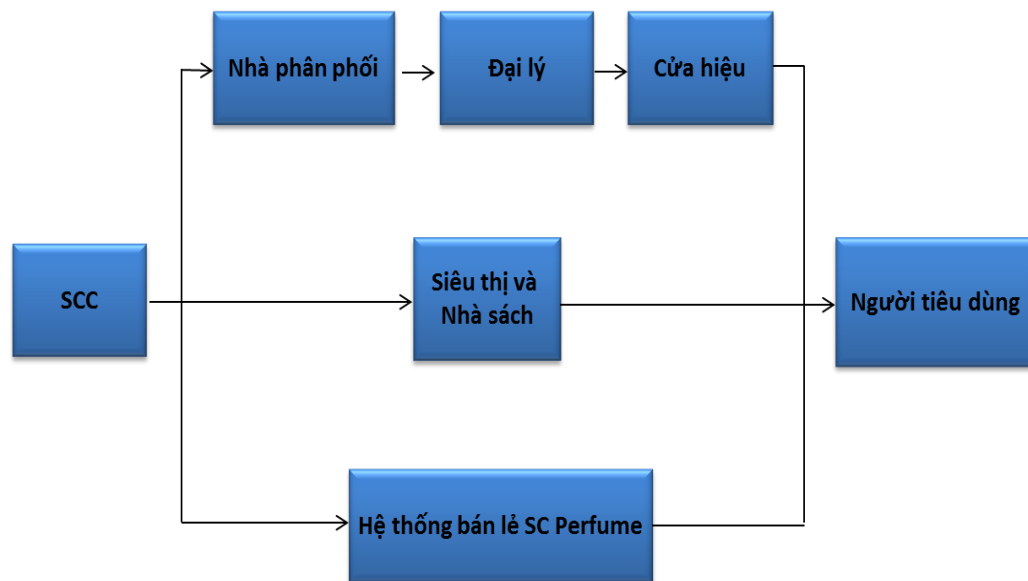 Nhà phân phối
Đại lý
Cửa hiệu
SCC
Siêu thị và
Nhà sách
Người tiêu dùng
Hệ thống bán lẻ SC Perfume